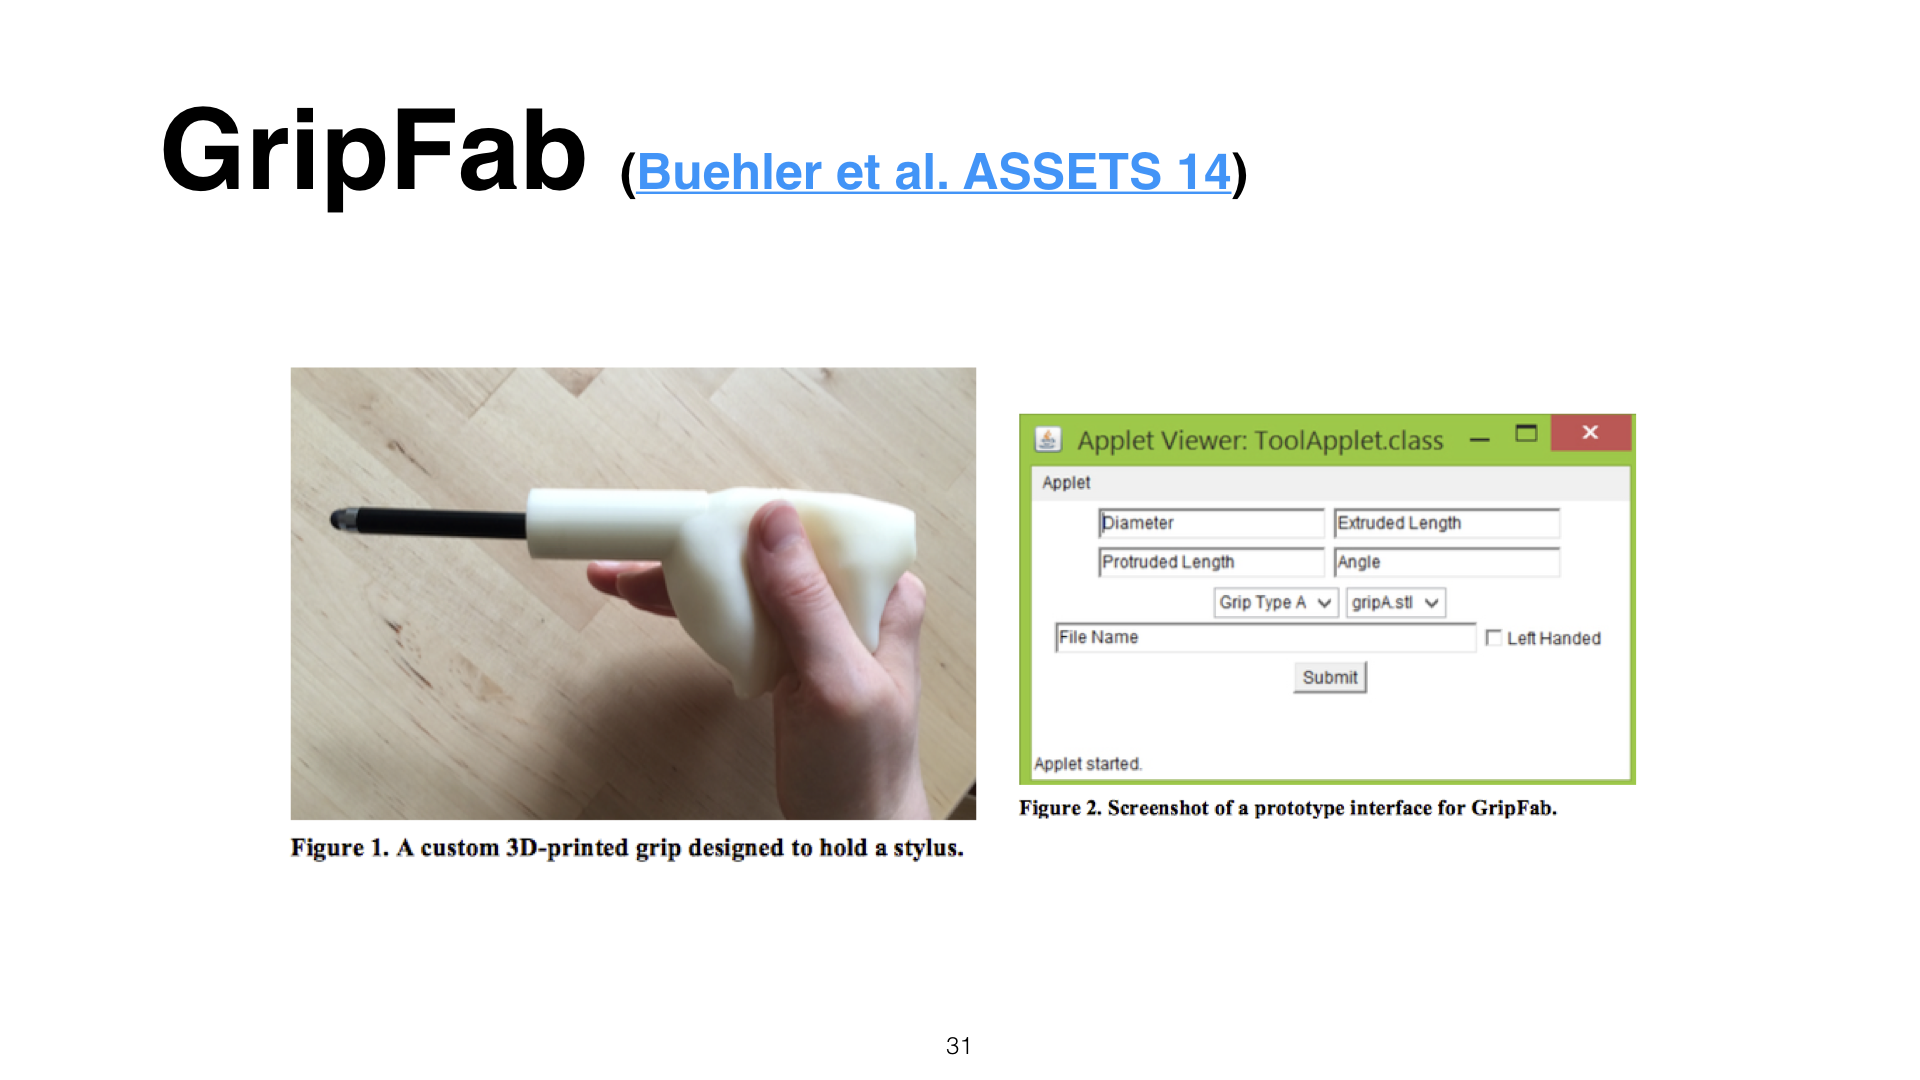 GripFab (Buehler et al. ASSETS 14)
Figure 1. A custom 3D-printed grip designed to hold a stylus.
Applet Viewer: ToolApplet.class
Applet
Diameter Extruded Length
Protruded Length Angle
Grip Type A gripA.stl
File Name Left Handed
Submit
Applet started.
Figure 2. Screenshot of a prototype interface for GripFab.
31